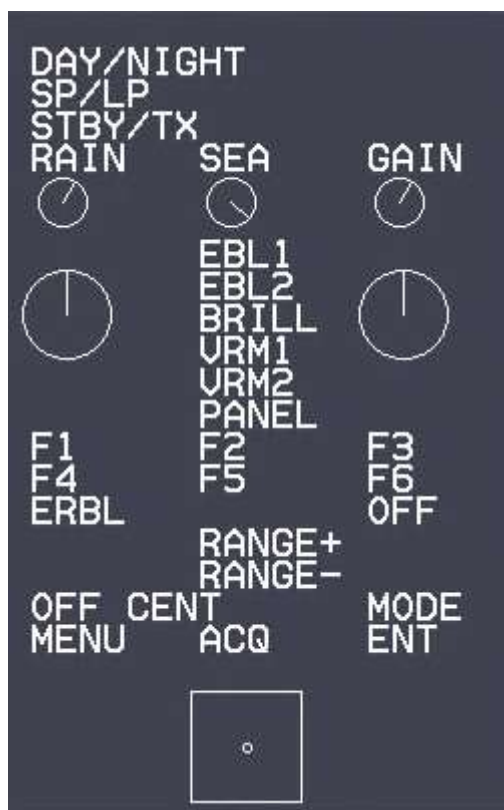 DAY/NIGHT
SP/LP
STBY/TX
RAIN SEA GAIN
EBL1
EBL2
BRILL
VRM1
VRM2
PANEL
F1 F2 F3
F4 F5 F6
ERBL OFF
RANGE+
RANGE-
OFF CENT MODE
MENU ACQ ENT